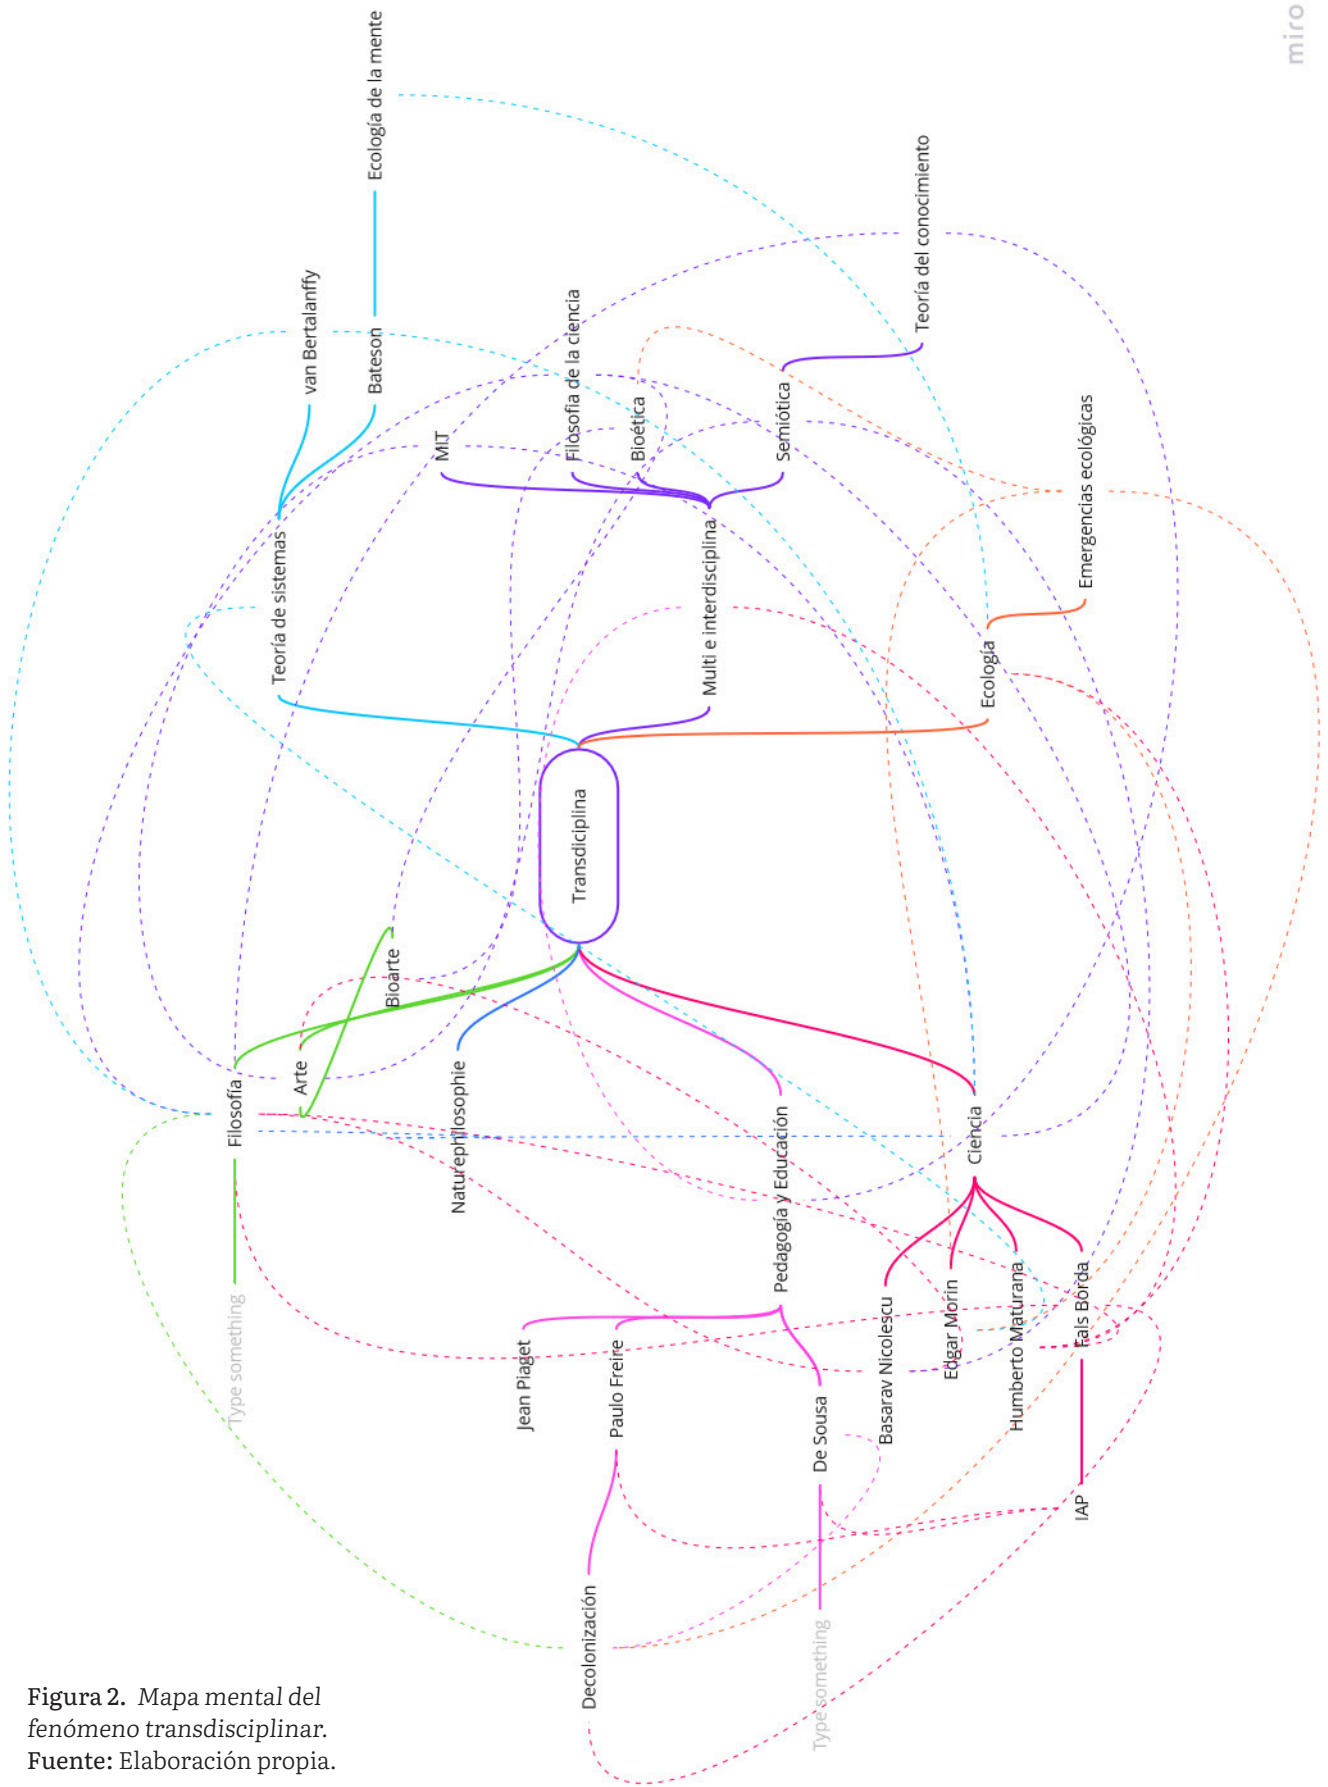 miro
Ecología de la mente
van Bertalanffy
Bateson
Teoría de sistemas
MIT
Filosofia de la ciencia
Bioética
Semiótica
Teoría del conocimiento
Multi e interdisciplina
Emergencias ecológicas
Ecología
Transdiciplina
Filosofía
Type something
Arte
Bioarte
Naturephilosophie
Pedagogía y Educación
Jean Piaget
Paulo Freire
Decolonización
De Sousa
Type something
Ciencia
Basarav Nicolescu
Edgar Morin
Humberto Maturana
Fals Borda
IAP
Figura 2. Mapa mental del
fenómeno transdisciplinar.
Fuente: Elaboración propia.